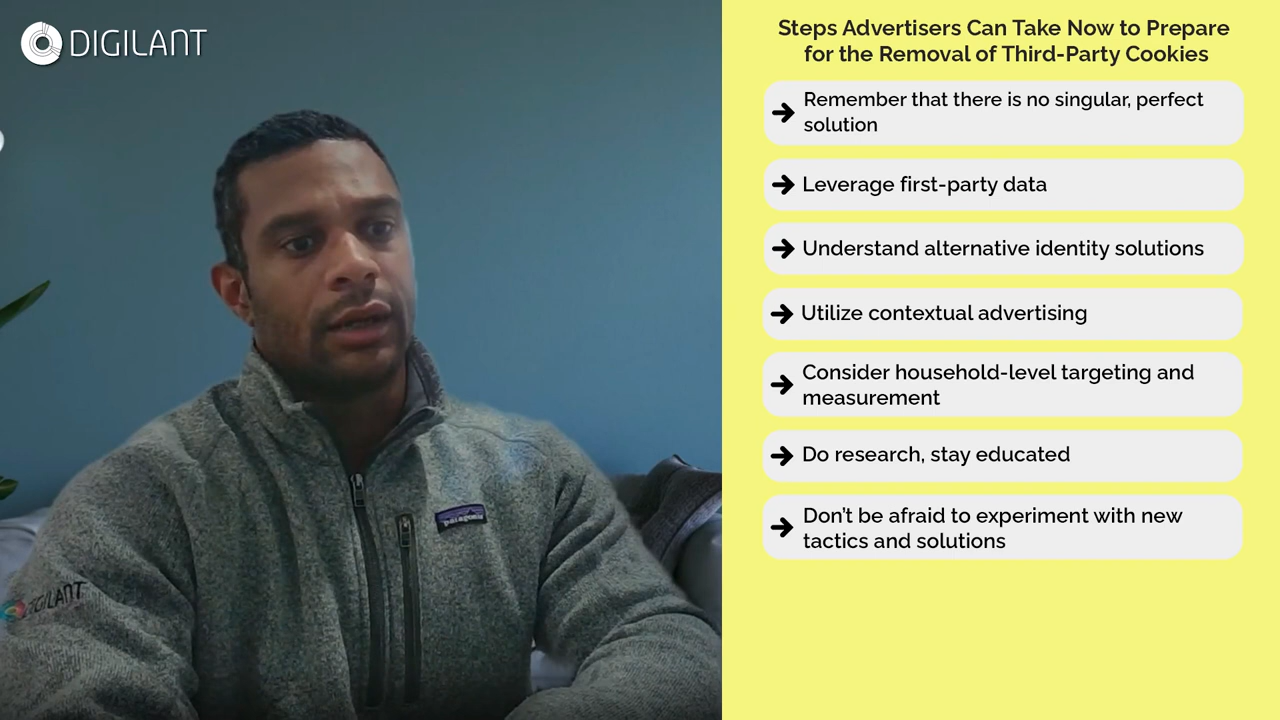 DIGILANT
Steps Advertisers Can Take Now to Prepare
for the Removal of Third-Party Cookies
Remember that there is no singular, perfect
solution
Leverage first-party data
Understand alternative identity solutions
Utilize contextual advertising
Consider household-level targeting and
measurement
Do research, stay educated
Don't be afraid to experiment with new
tactics and solutions
patagonia
DIGILANT